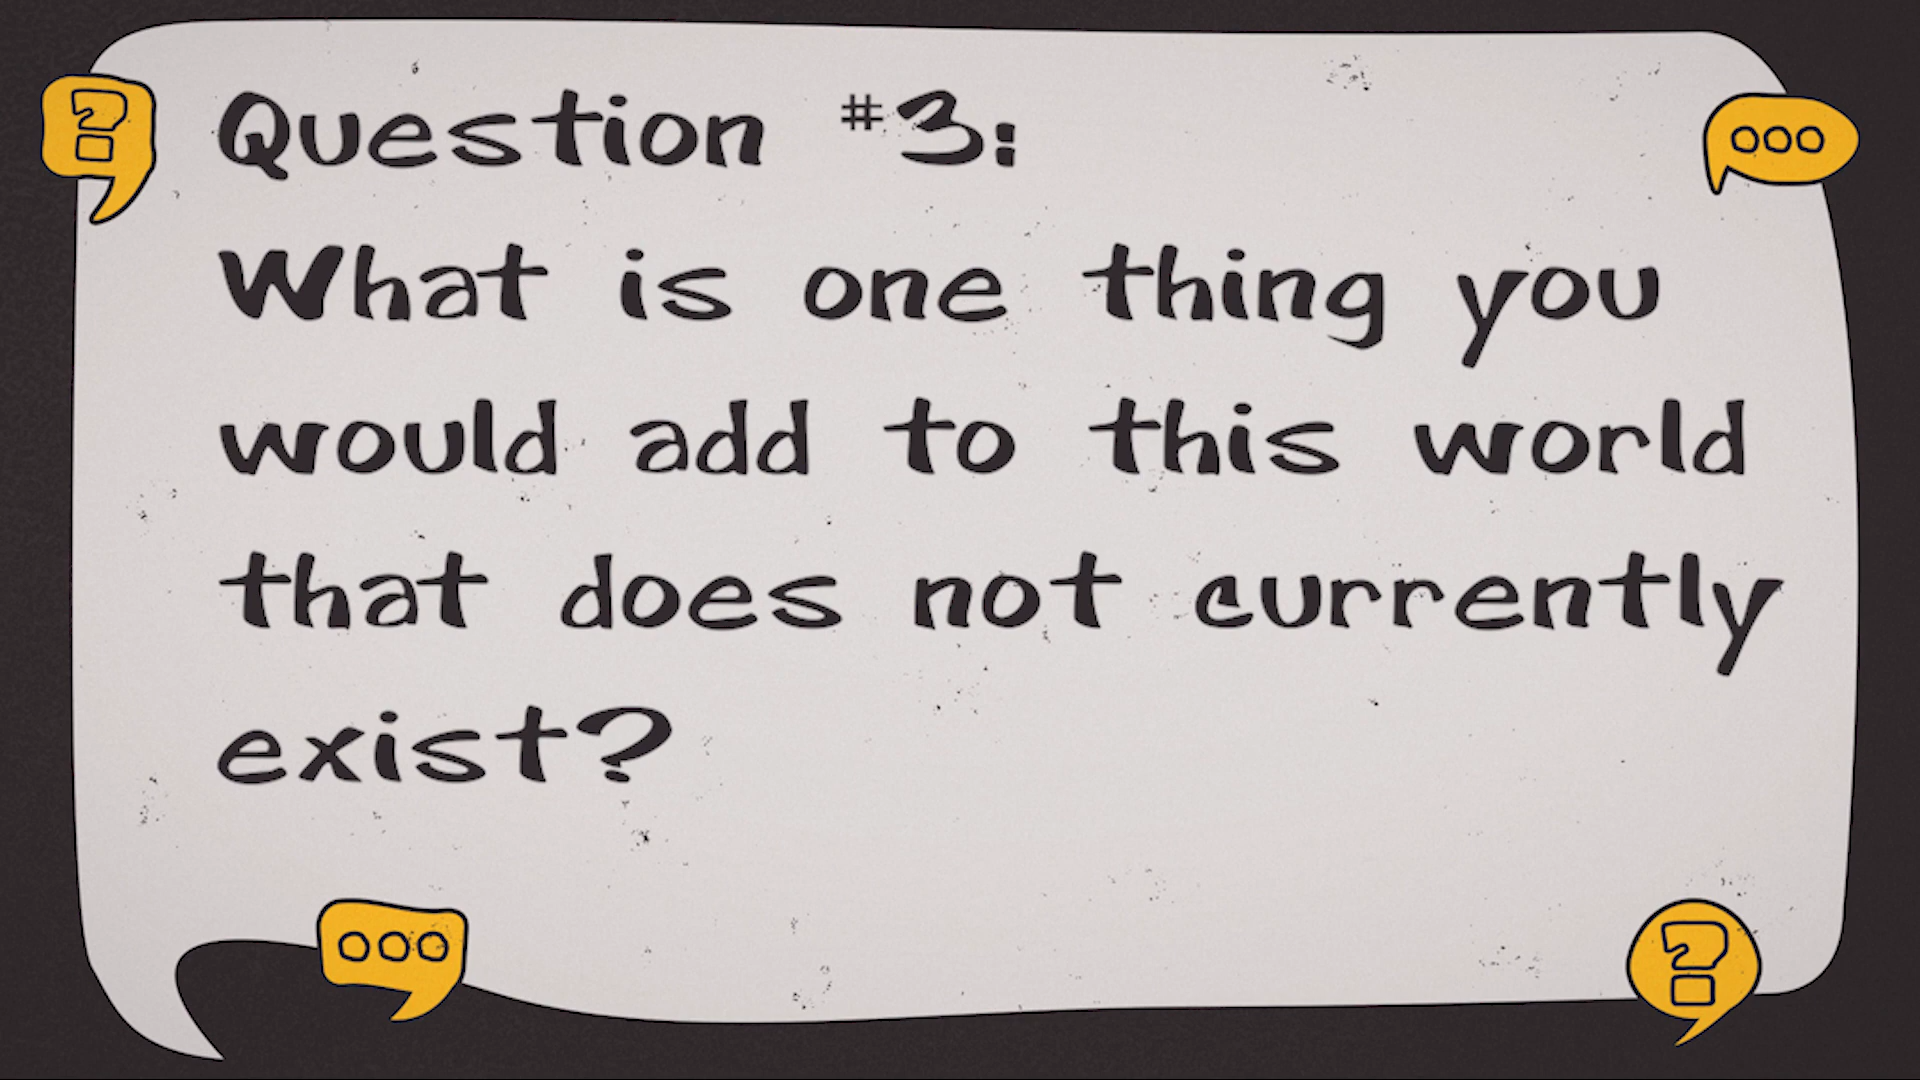 Question #3:
What is one thing you
would add to this world
that does not currently
exist?